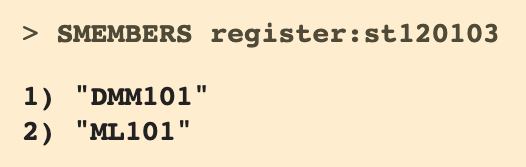 > SMEMBERS register:st120103
1) "DMM101"
2) "ML101"